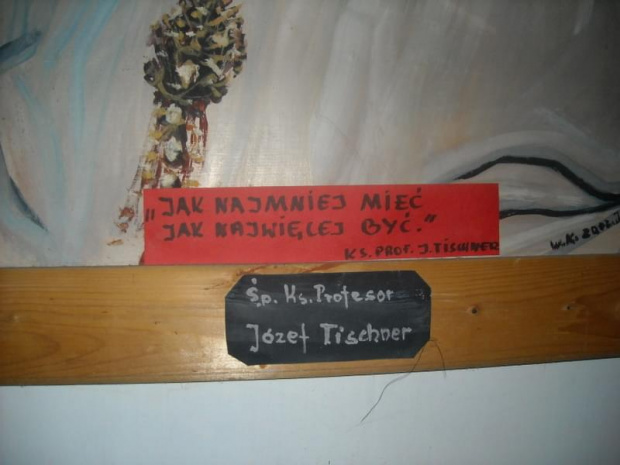 „JAK NAJMNIEJ MIEĆ
JAK NAJWIĘCEJ BYĆ."
KS. PROF. J. TISCHNER
W.K.
Śp. Ks. Profesor
Józef Tischner